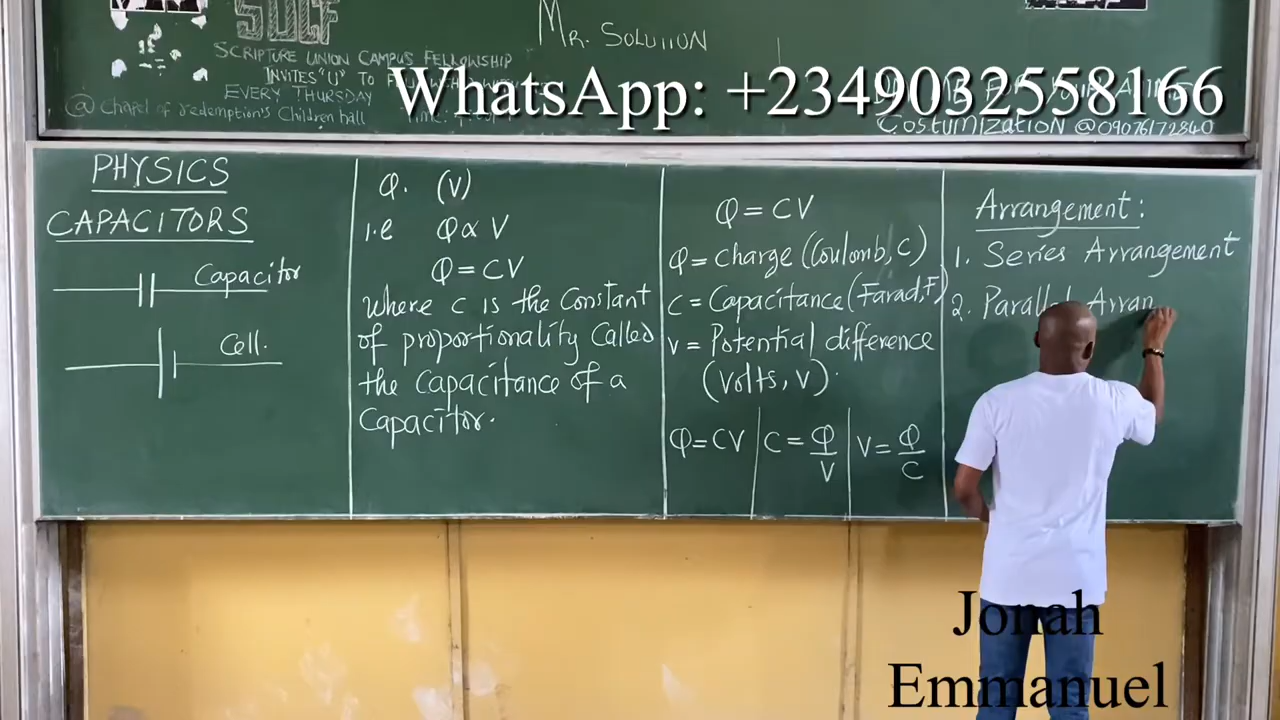 SUCF
SCRIPTURE UNION CAMPUS FELLOWSHIP
INVITES "U" TO
EVERY THURSDAY
@ Chapel of redemption's Children hall
MR. SOLUTION
WhatsApp: +2349032558166
Costumization @09076172840
PHYSICS
CAPACITORS
Capacitor
Cell.
Q. (V)
i.e Q ∝ V
Q = CV
Where C is the Constant
of proportionality Called
the Capacitance of a
Capacitor.
Q = CV
Q = Charge (Coulomb, C)
C = Capacitance (Farad, F)
V = Potential difference
(Volts, V).
Q = CV | C = Q/V | V = Q/C
Arrangement:
1. Series Arrangement
2. Parallel Arran
Jonah
Emmanuel